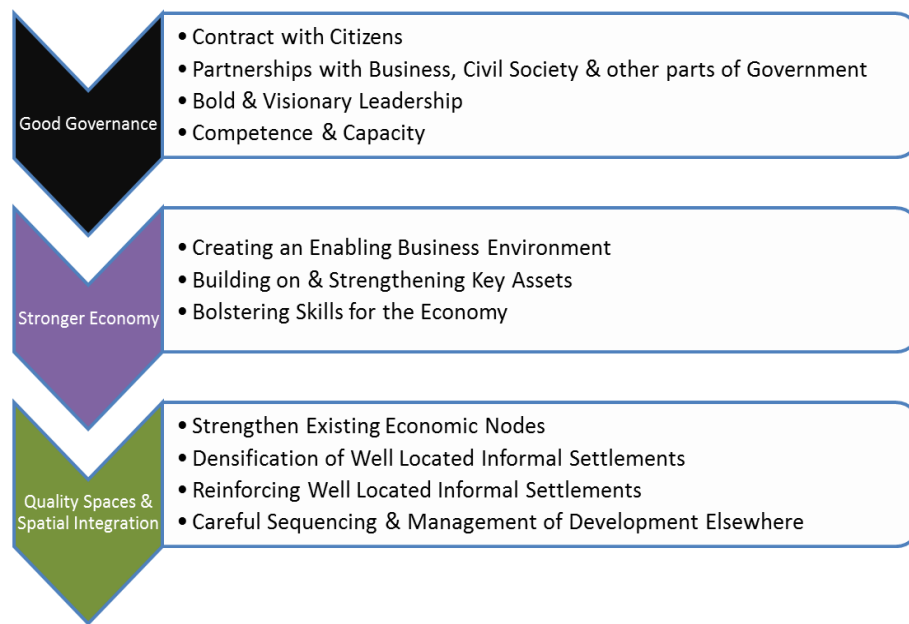 Good Governance
• Contract with Citizens
• Partnerships with Business, Civil Society & other parts of Government
• Bold & Visionary Leadership
• Competence & Capacity
Stronger Economy
• Creating an Enabling Business Environment
• Building on & Strengthening Key Assets
• Bolstering Skills for the Economy
Quality Spaces &
Spatial Integration
• Strengthen Existing Economic Nodes
• Densification of Well Located Informal Settlements
• Reinforcing Well Located Informal Settlements
• Careful Sequencing & Management of Development Elsewhere